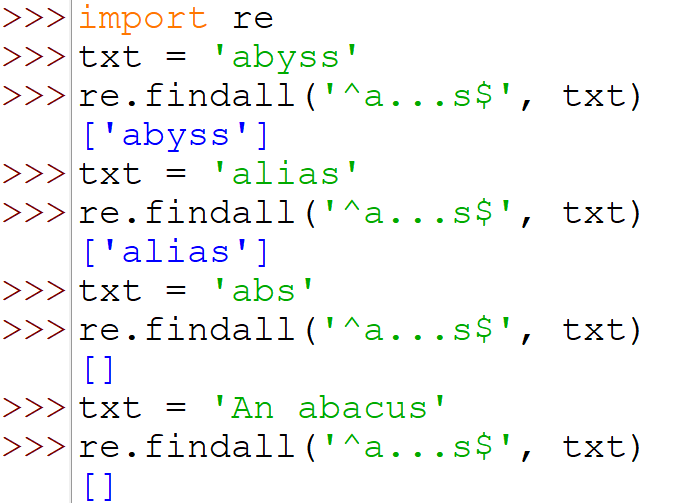 >>> import re
>>> txt = 'abyss'
>>> re.findall('^a...s$', txt)
['abyss']
>>> txt = 'alias'
>>> re.findall('^a...s$', txt)
['alias']
>>> txt = 'abs'
>>> re.findall('^a...s$', txt)
[]
>>> txt = 'An abacus'
>>> re.findall('^a...s$', txt)
[]